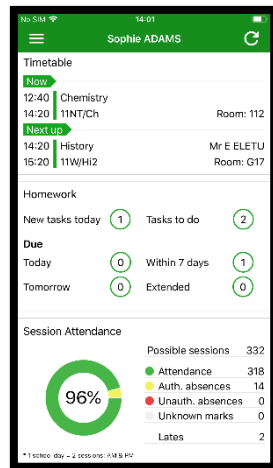 No SIM 14:01
Sophie ADAMS
Timetable
Now
12:40 Chemistry
14:20 11NT/Ch Room: 112
Next up
14:20 History Mr E ELETU
15:20 11W/Hi2 Room: G17
Homework
New tasks today 1 Tasks to do 2
Due
Today 0 Within 7 days 1
Tomorrow 0 Extended 0
Session Attendance
Possible sessions 332
Attendance 318
Auth. absences 14
96%
Unauth. absences 0
Unknown marks 0
Lates 2
* 1 school day = 2 sessions: AM & PM